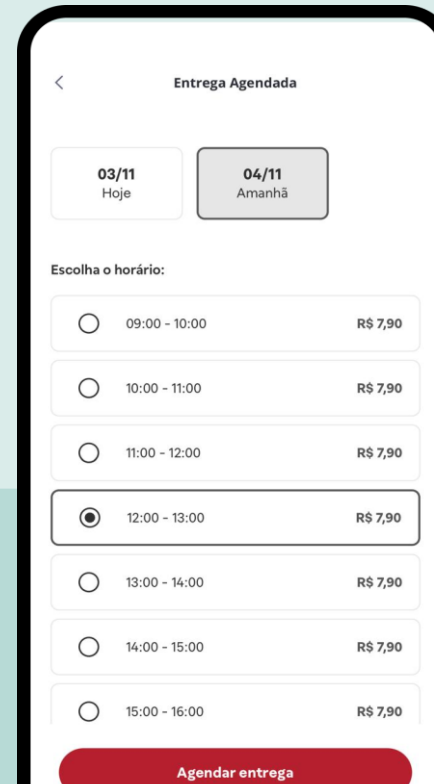 Entrega Agendada
03/11
Hoje
04/11
Amanhã
Escolha o horário:
09:00 - 10:00 R$ 7,90
10:00 - 11:00 R$ 7,90
11:00 - 12:00 R$ 7,90
12:00 - 13:00 R$ 7,90
13:00 - 14:00 R$ 7,90
14:00 - 15:00 R$ 7,90
15:00 - 16:00 R$ 7,90
Agendar entrega